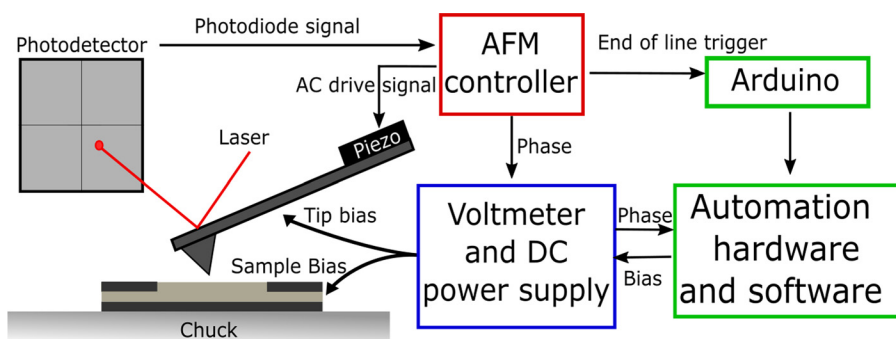 Photodetector
Photodiode signal
AFM
controller
End of line trigger
Arduino
AC drive signal
Laser
Piezo
Phase
Tip bias
Sample Bias
Voltmeter
and DC
power supply
Phase
Bias
Automation
hardware
and software
Chuck